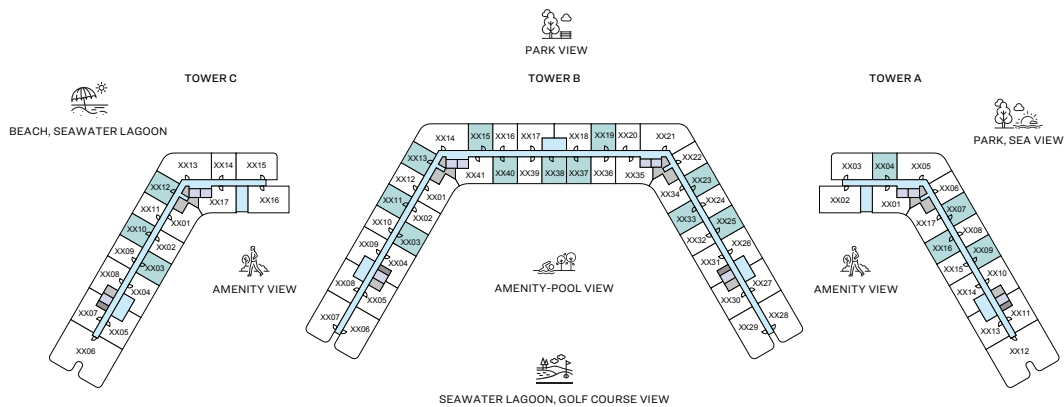 PARK VIEW
TOWER C
TOWER B
TOWER A
BEACH, SEAWATER LAGOON
PARK, SEA VIEW
XX13
XX14
XX15
XX12
XX17
XX16
XX11
XX01
XX10
XX02
XX09
XX03
XX08
XX04
XX07
XX05
XX06
AMENITY VIEW
XX14
XX15
XX16
XX17
XX18
XX19
XX20
XX21
XX13
XX41
XX40
XX39
XX38
XX37
XX36
XX35
XX22
XX12
XX01
XX34
XX23
XX11
XX02
XX33
XX24
XX10
XX03
XX32
XX25
XX09
XX04
XX31
XX26
XX08
XX05
XX30
XX27
XX07
XX06
XX29
XX28
AMENITY-POOL VIEW
XX03
XX04
XX05
XX02
XX01
XX06
XX17
XX07
XX16
XX08
XX15
XX09
XX14
XX10
XX13
XX11
XX12
AMENITY VIEW
SEAWATER LAGOON, GOLF COURSE VIEW